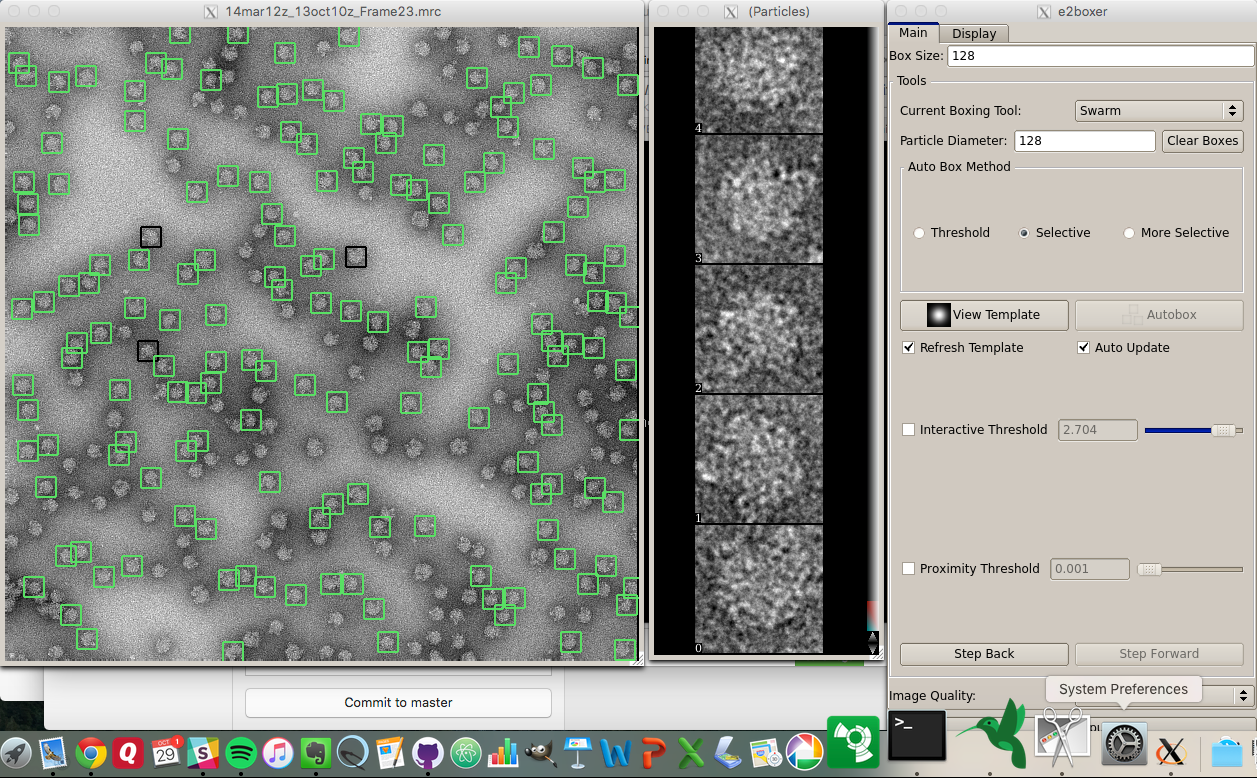 14mar12z_13oct10z_Frame23.mrc
(Particles)
e2boxer
Main
Display
Box Size:
128
Tools
Current Boxing Tool:
Swarm
Particle Diameter:
128
Clear Boxes
Auto Box Method
Threshold
Selective
More Selective
View Template
Autobox
Refresh Template
Auto Update
Interactive Threshold
2.704
Proximity Threshold
0.001
Step Back
Step Forward
Image Quality:
4
3
2
1
0
System Preferences
Commit to master
OCT
29
1
>_